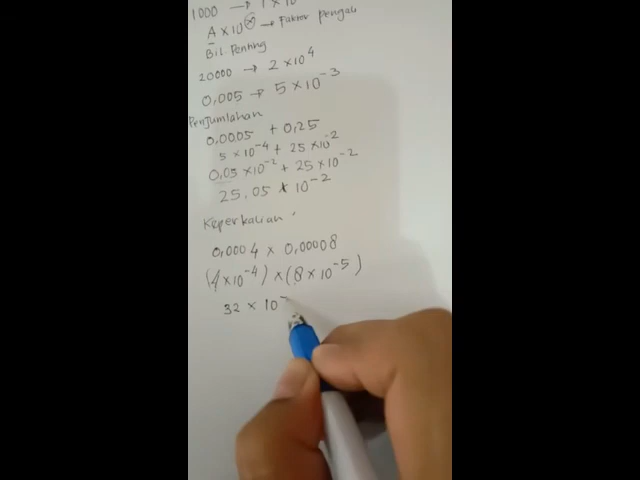 1000 → 1 × 10
A × 10 ⓧ → Faktor pengali
Bil. Penting
20000 → 2 × 10⁴
0,005 → 5 × 10⁻³
Penjumlahan
0,0005 + 0,25
5 × 10⁻⁴ + 25 × 10⁻²
0,05 × 10⁻² + 25 × 10⁻²
25.05 × 10⁻²
Keperkalian :
0,0004 × 0,00008
(4 × 10⁻⁴) × (8 × 10⁻⁵)
32 × 10⁻